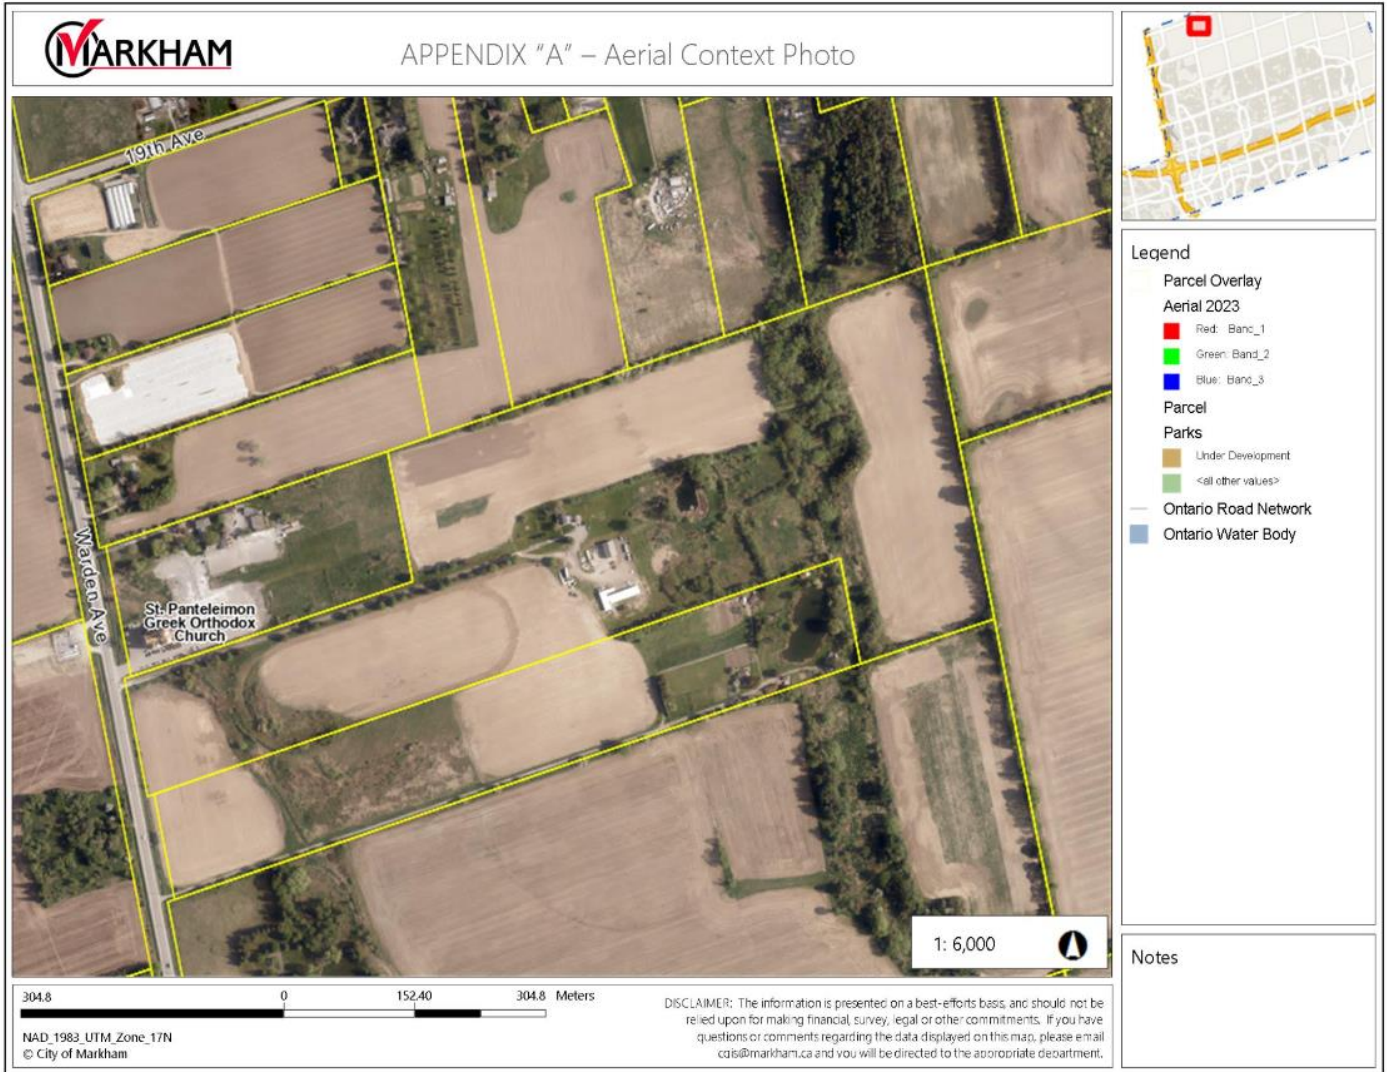 MARKHAM
APPENDIX "A" – Aerial Context Photo
19th Ave
Warden Ave
St. Panteleimon
Greek Orthodox
Church
1: 6,000
Legend
Parcel Overlay
Aerial 2023
Red: Band_1
Green: Band_2
Blue: Band_3
Parcel
Parks
Under Development
<all other values>
Ontario Road Network
Ontario Water Body
Notes
304.8 0 152.40 304.8 Meters
NAD_1983_UTM_Zone_17N
© City of Markham
DISCLAIMER: The information is presented on a best-efforts basis, and should not be
relied upon for making financial, survey, legal or other commitments. If you have
questions or comments regarding the data displayed on this map, please email
cgis@markham.ca and you will be directed to the appropriate department.